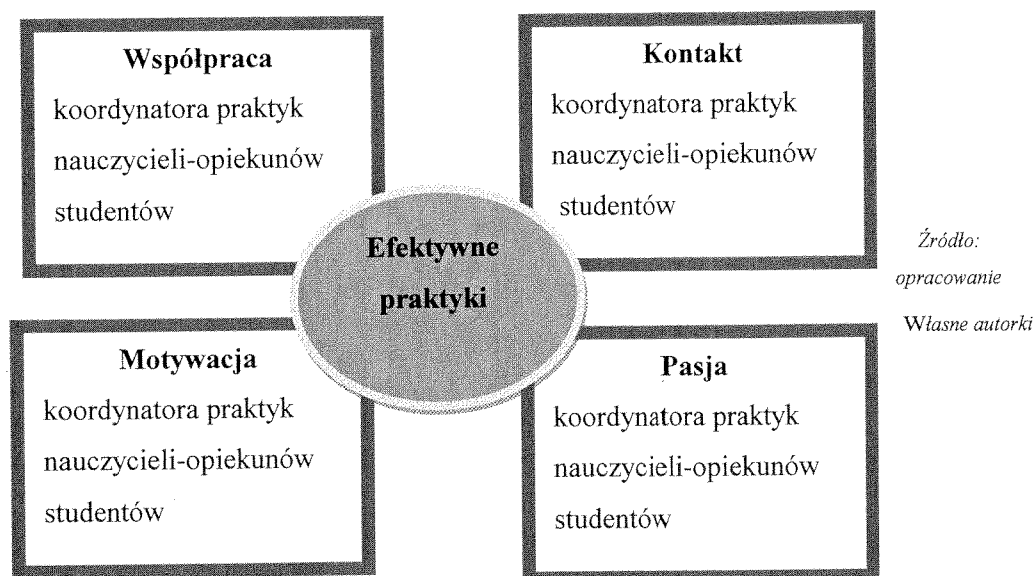 Współpraca
koordynatora praktyk
nauczycieli-opiekunów
studentów
Kontakt
koordynatora praktyk
nauczycieli-opiekunów
studentów
Efektywne
praktyki
Motywacja
koordynatora praktyk
nauczycieli-opiekunów
studentów
Pasja
koordynatora praktyk
nauczycieli-opiekunów
studentów
Źródło:
opracowanie
Własne autorki